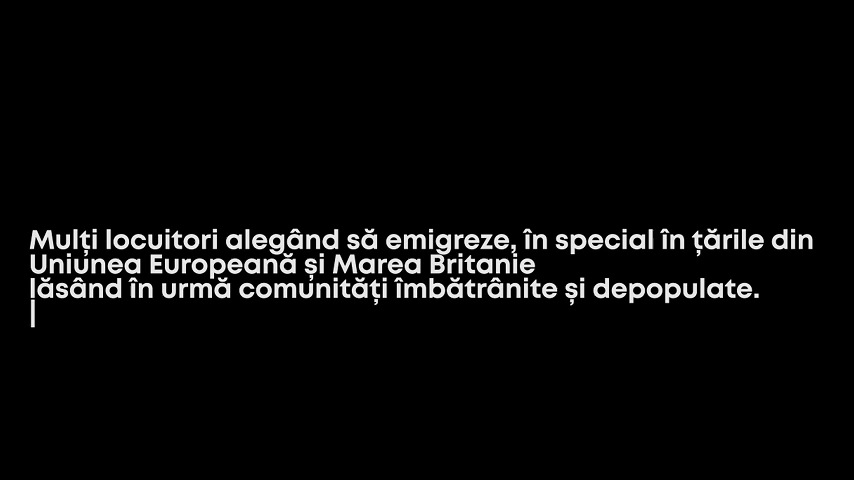 Mulți locuitori alegând să emigreze, în special în țările din
Uniunea Europeană și Marea Britanie
lăsând în urmă comunități îmbătrânite și depopulate.